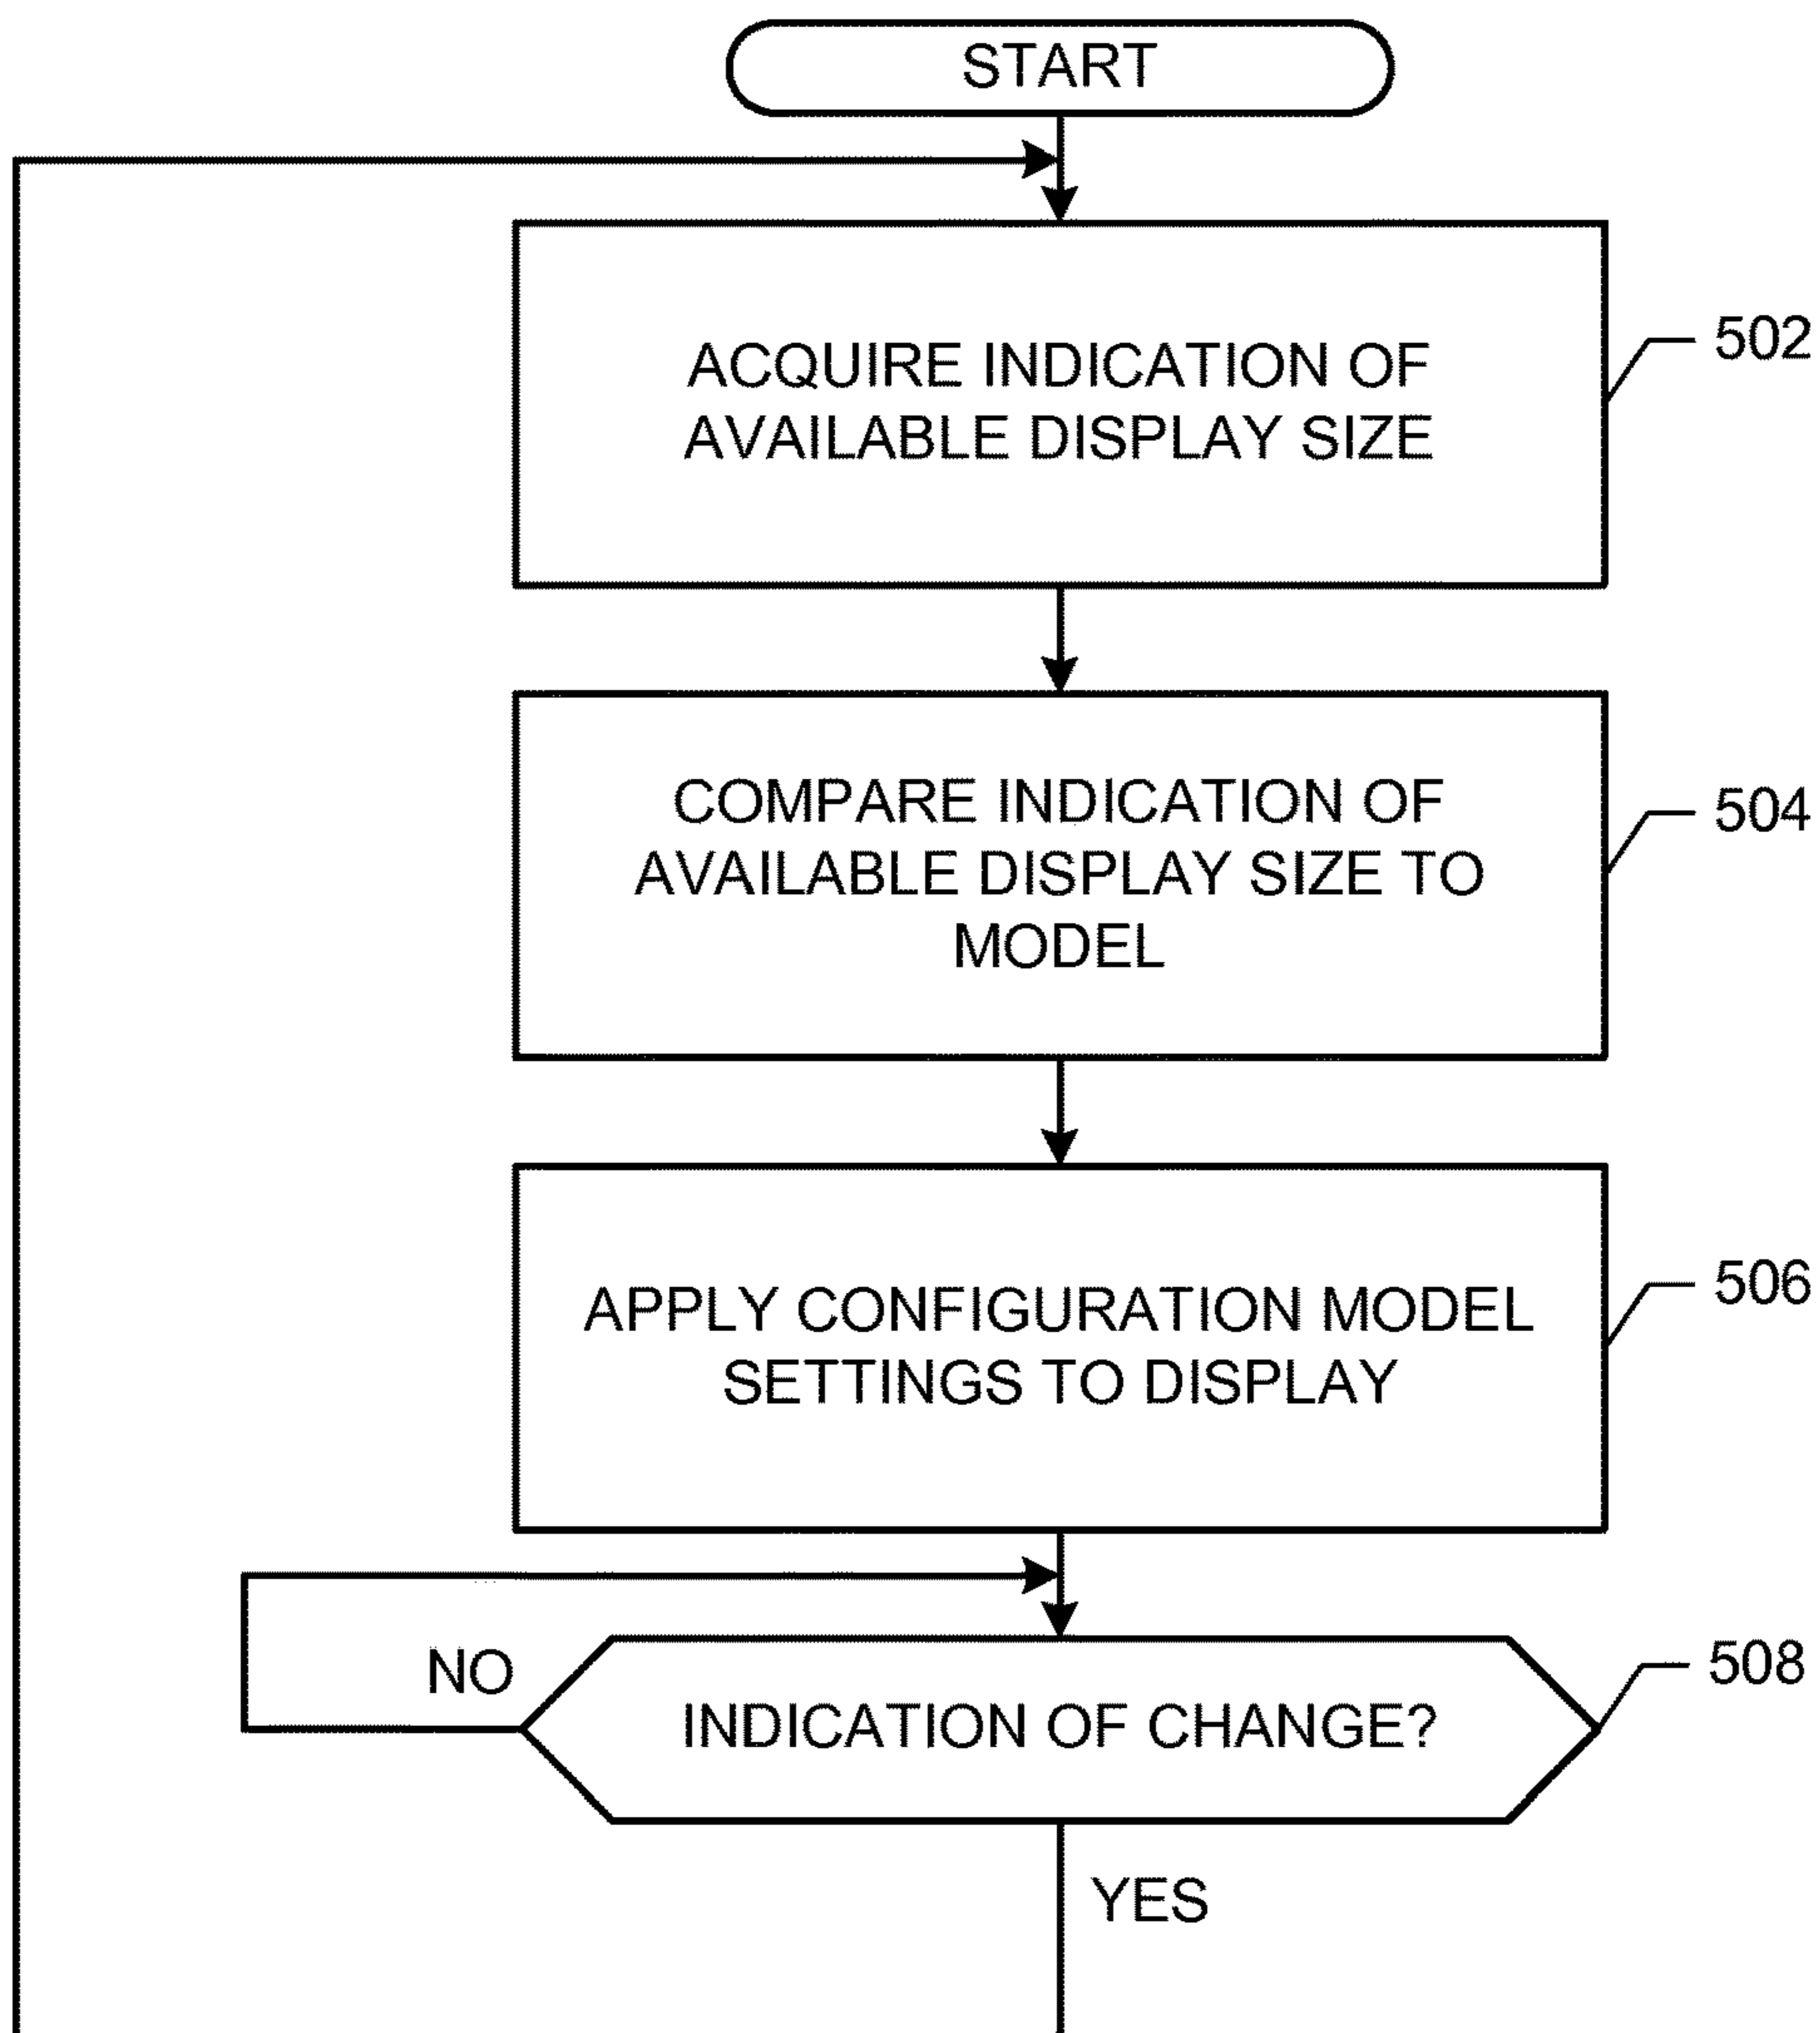 START
ACQUIRE INDICATION OF
AVAILABLE DISPLAY SIZE
502
COMPARE INDICATION OF
AVAILABLE DISPLAY SIZE TO
MODEL
504
APPLY CONFIGURATION MODEL
SETTINGS TO DISPLAY
506
NO
INDICATION OF CHANGE?
508
YES